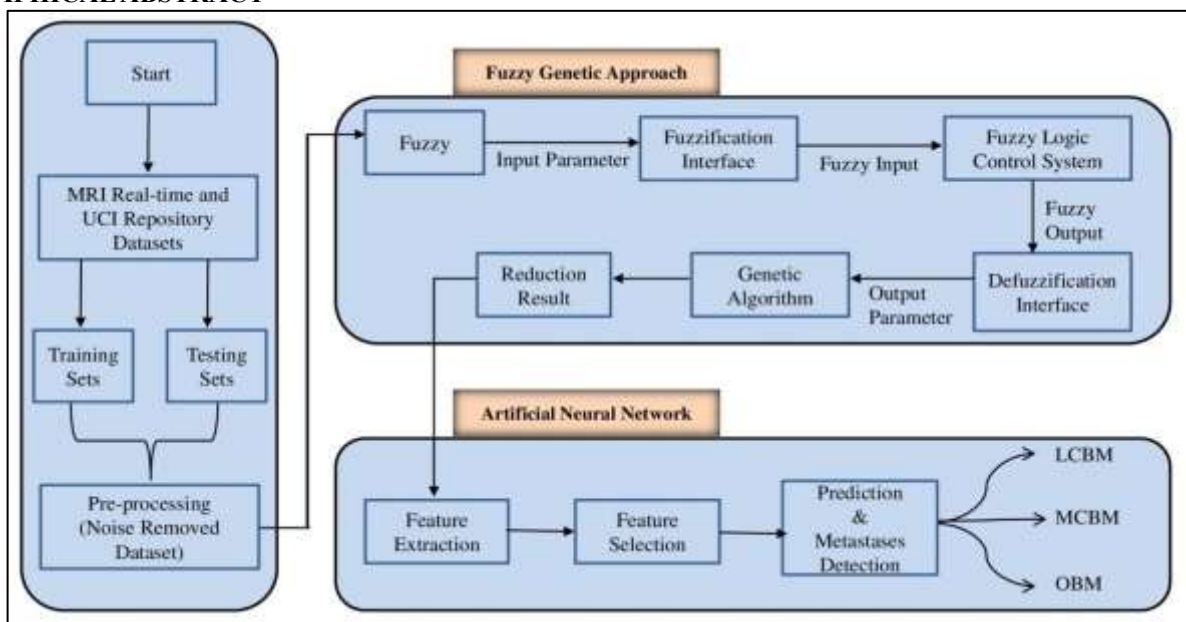 Start
MRI Real-time and
UCI Repository
Datasets
Training
Sets
Testing
Sets
Pre-processing
(Noise Removed
Dataset)
Fuzzy Genetic Approach
Fuzzy
Input Parameter
Fuzzification
Interface
Fuzzy Input
Fuzzy Logic
Control System
Fuzzy
Output
Defuzzification
Interface
Output
Parameter
Genetic
Algorithm
Reduction
Result
Artificial Neural Network
Feature
Extraction
Feature
Selection
Prediction
&
Metastases
Detection
LCBM
MCBM
OBM